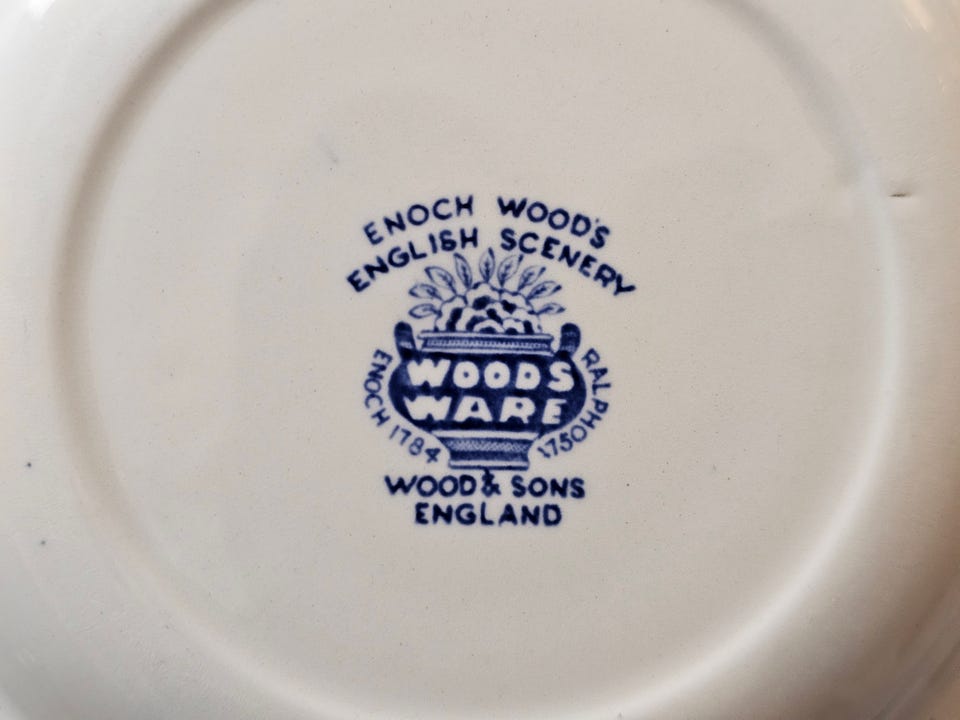 ENOCH WOOD'S
ENGLISH SCENERY
WOODS
WARE
ENOCH 1784
RALPH 1750
WOOD & SONS
ENGLAND